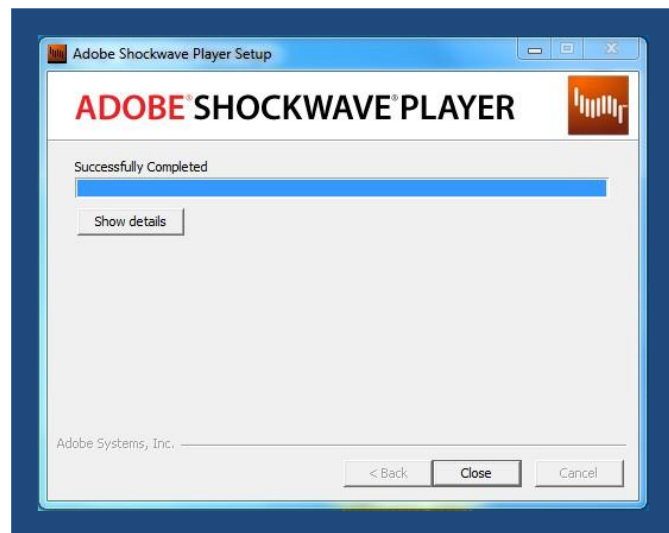 Adobe Shockwave Player Setup
ADOBE® SHOCKWAVE® PLAYER
Successfully Completed
Show details
Adobe Systems, Inc.
< Back Close Cancel